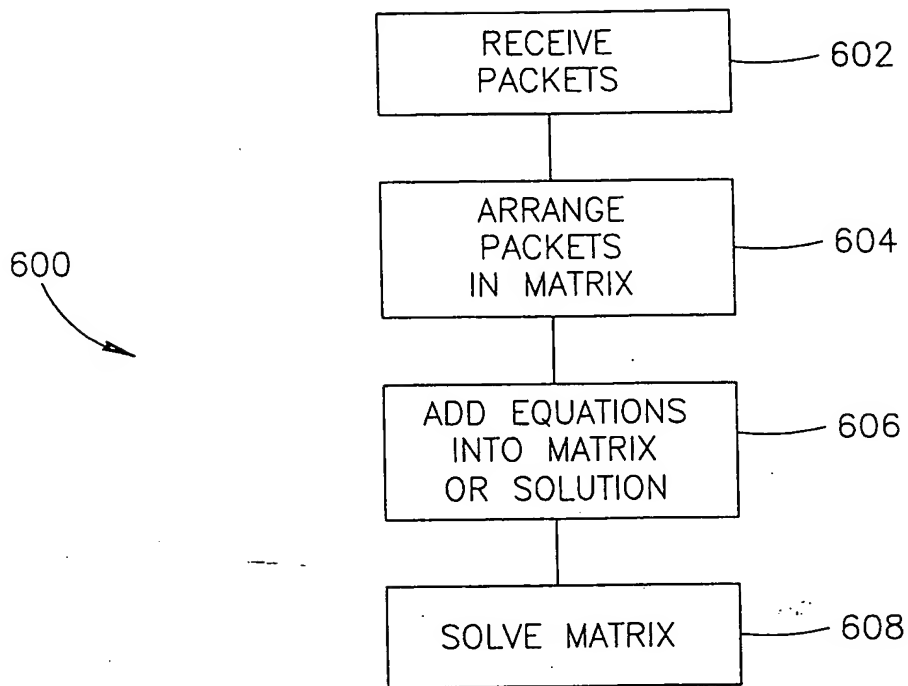 RECEIVE
PACKETS
602
ARRANGE
PACKETS
IN MATRIX
604
600
ADD EQUATIONS
INTO MATRIX
OR SOLUTION
606
SOLVE MATRIX
608